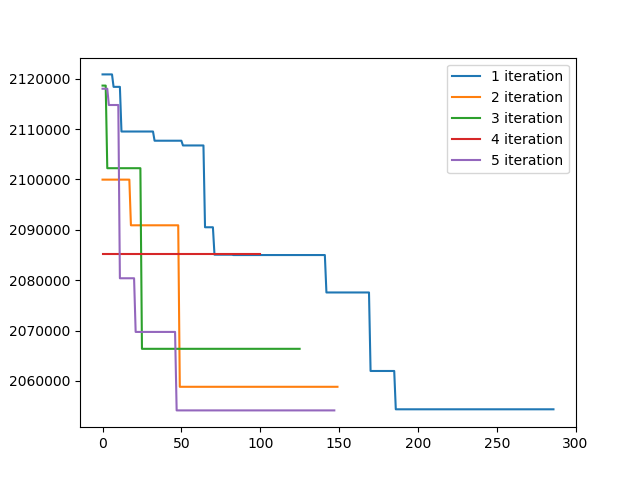 2120000
2110000
2100000
2090000
2080000
2070000
2060000
0 50 100 150 200 250 300
1 iteration
2 iteration
3 iteration
4 iteration
5 iteration